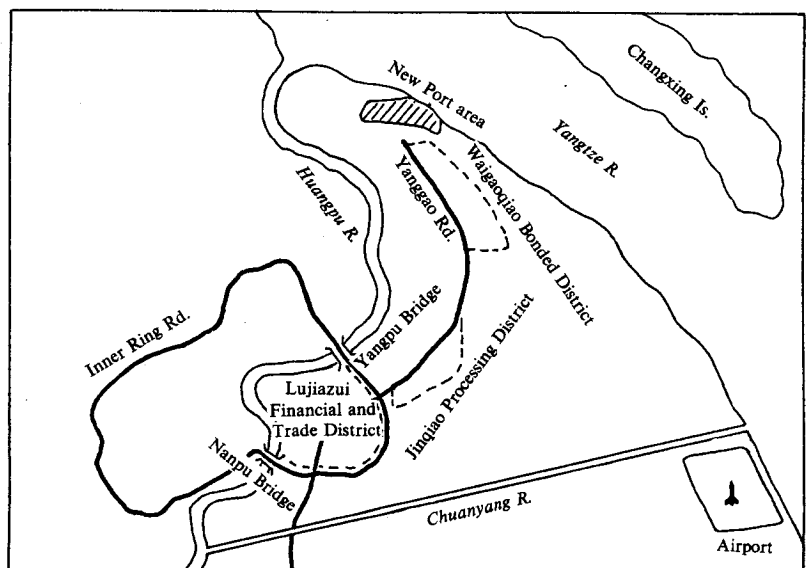 Changxing Is.
New Port area
Yangtze R.
Yanggao Rd.
Waigaoqiao Bonded District
Huangpu R.
Yangpu Bridge
Inner Ring Rd.
Jinqiao Processing District
Lujiazui
Financial and
Trade District
Nanpu Bridge
Chuanyang R.
Airport